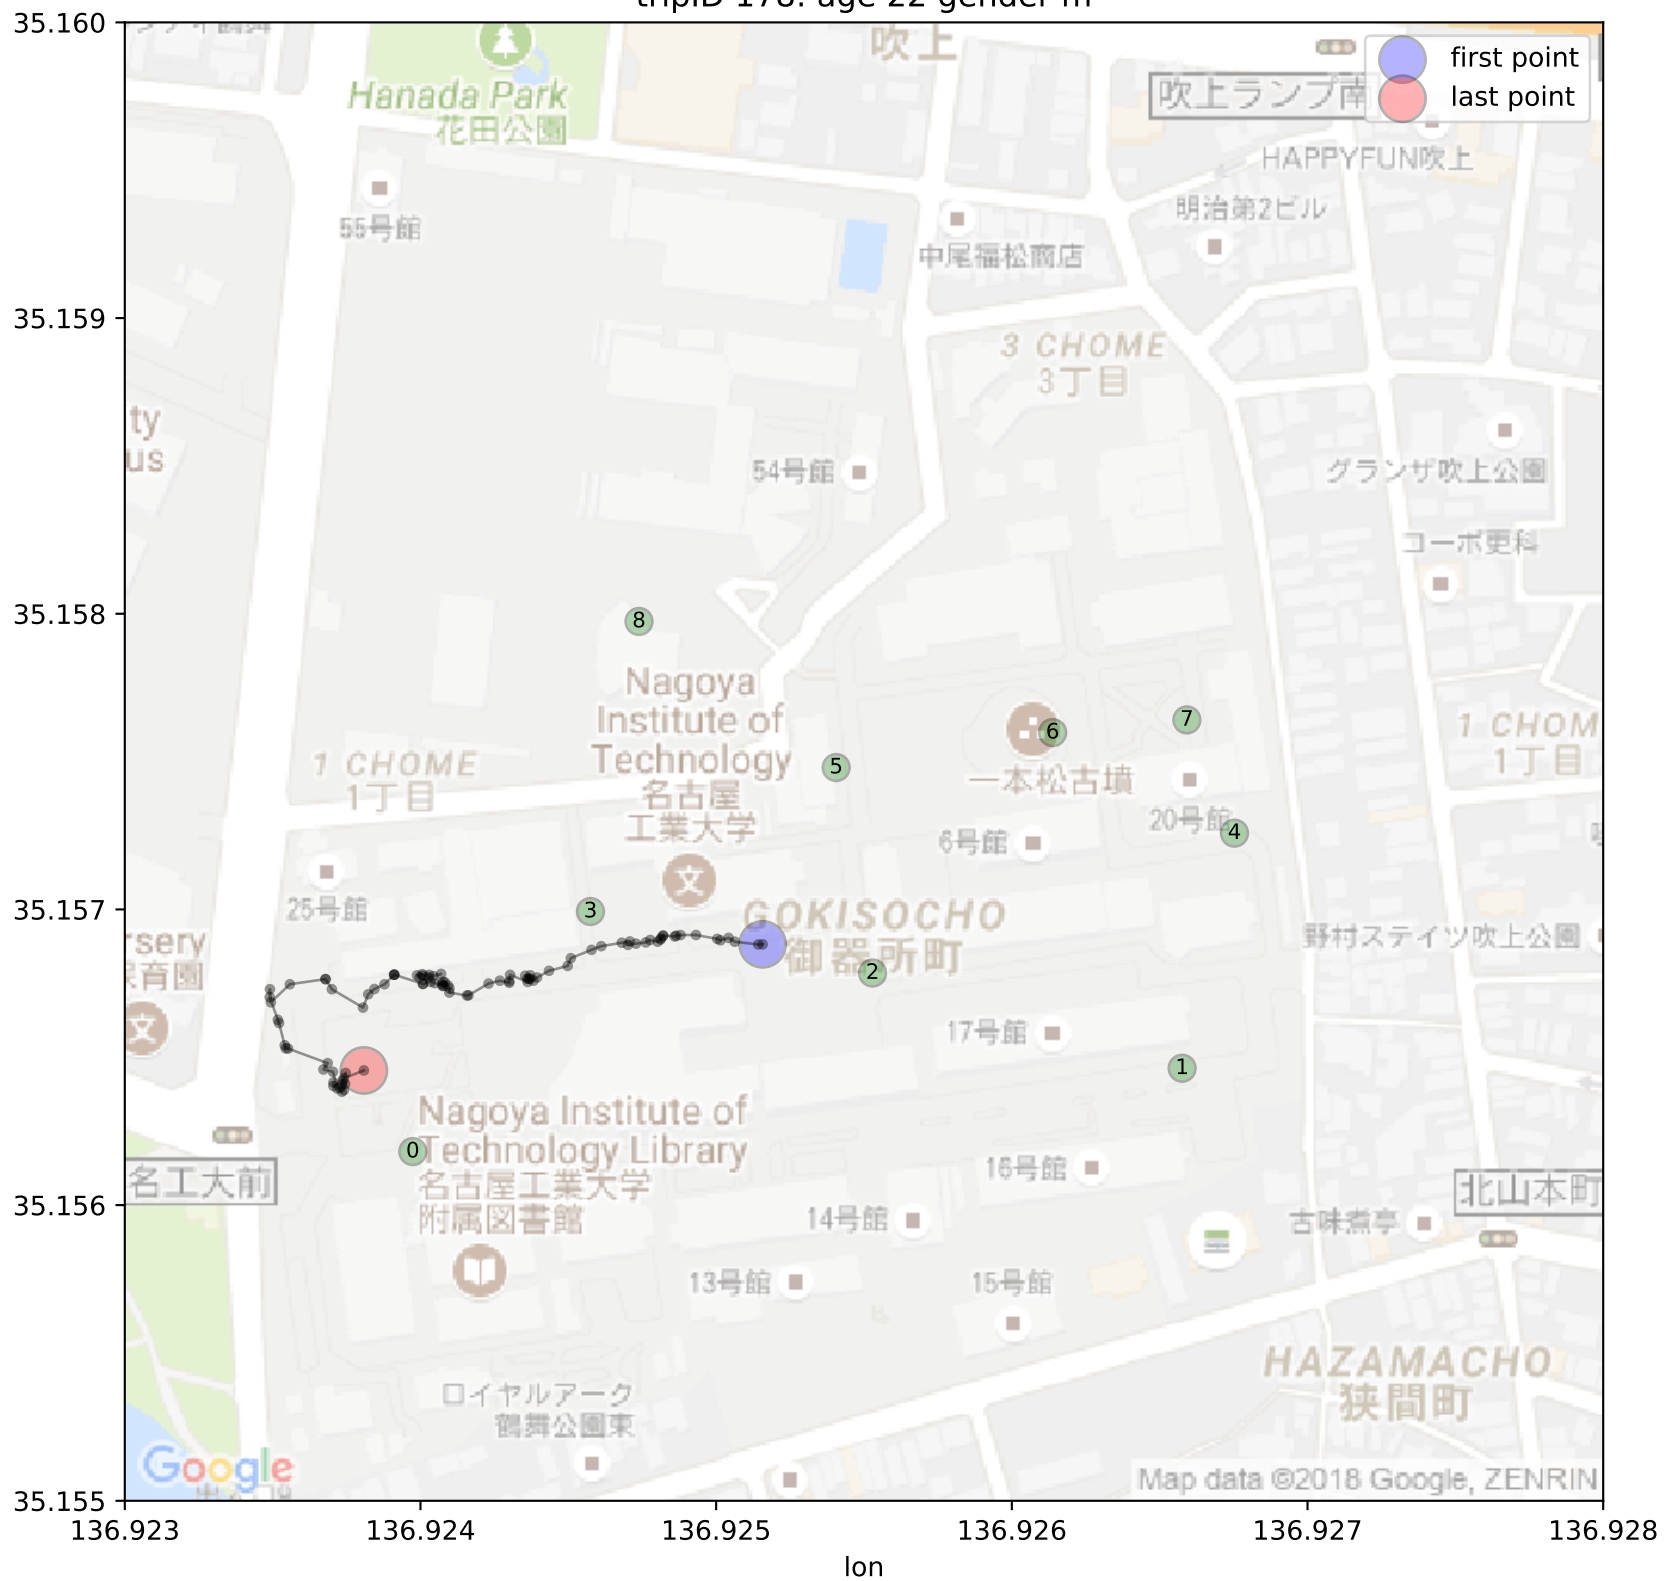 tripID 178: age 22 gender m
35.160
first point
last point
吹上
Hanada Park
花田公園
吹上ランプ南
HAPPYFUN吹上
明治第2ビル
55号館
中尾福松商店
35.159
3 CHOME
3丁目
ty
us
54号館
グランザ吹上公園
コーポ更科
35.158
8
Nagoya
Institute of
Technology
名古屋
工業大学
7
6
5
一本松古墳
1 CHOME
1丁目
1 CHOM
1丁目
20号館
4
6号館
25号館
3
35.157
GOKISOCHO
御器所町
2
野村ステイツ吹上公園
rsery
保育園
17号館
1
Nagoya Institute of
Technology Library
名古屋工業大学
附属図書館
0
名工大前
16号館
北山本町
35.156
14号館
古味煮亭
13号館
15号館
HAZAMACHO
狭間町
ロイヤルアーク
鶴舞公園東
Google
Map data ©2018 Google, ZENRIN
35.155
136.923
136.924
136.925
136.926
136.927
136.928
lon